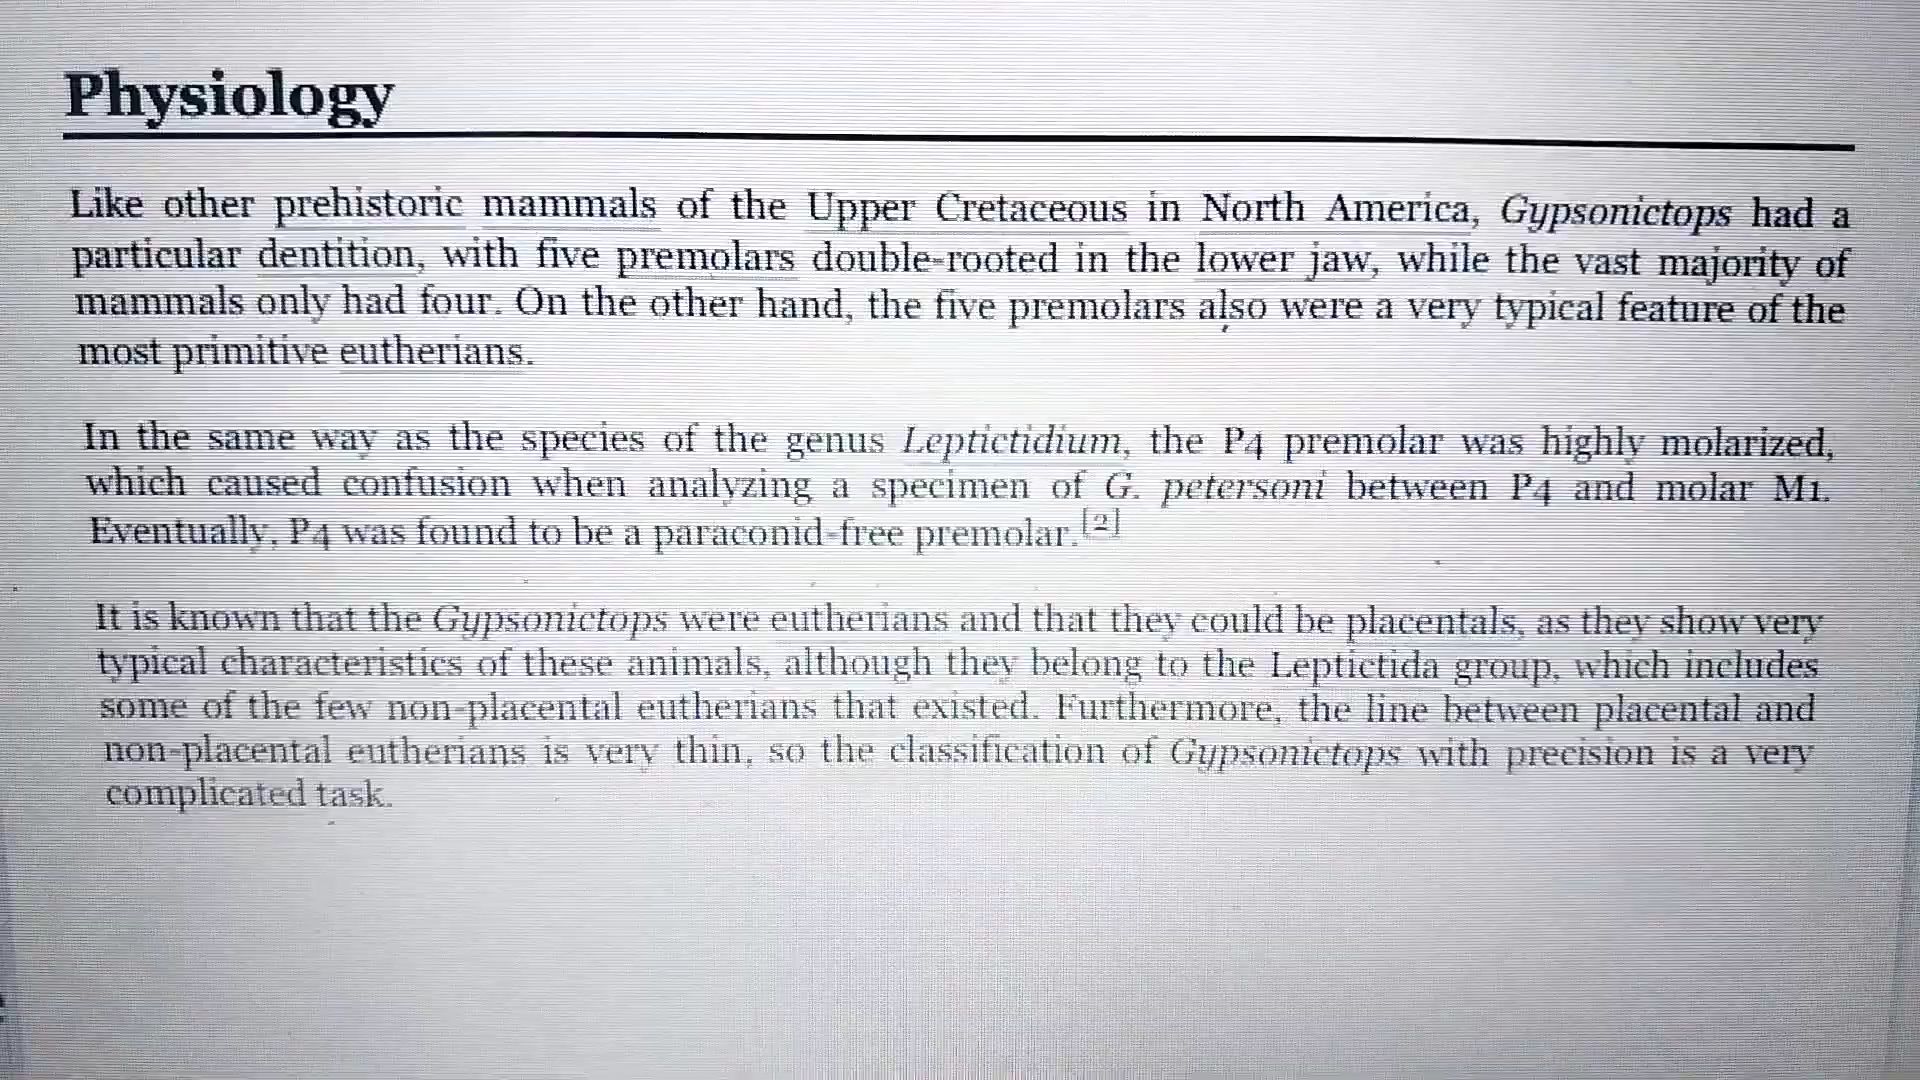 Physiology
Like other prehistoric mammals of the Upper Cretaceous in North America, Gypsonictops had a
particular dentition, with five premolars double-rooted in the lower jaw, while the vast majority of
mammals only had four. On the other hand, the five premolars also were a very typical feature of the
most primitive eutherians.
In the same way as the species of the genus Leptictidium, the P4 premolar was highly molarized,
which caused confusion when analyzing a specimen of G. petersoni between P4 and molar M1.
Eventually, P4 was found to be a paraconid-free premolar.[2]
It is known that the Gypsonictops were eutherians and that they could be placentals, as they show very
typical characteristics of these animals, although they belong to the Leptictida group, which includes
some of the few non-placental eutherians that existed. Furthermore, the line between placental and
non-placental eutherians is very thin, so the classification of Gypsonictops with precision is a very
complicated task.